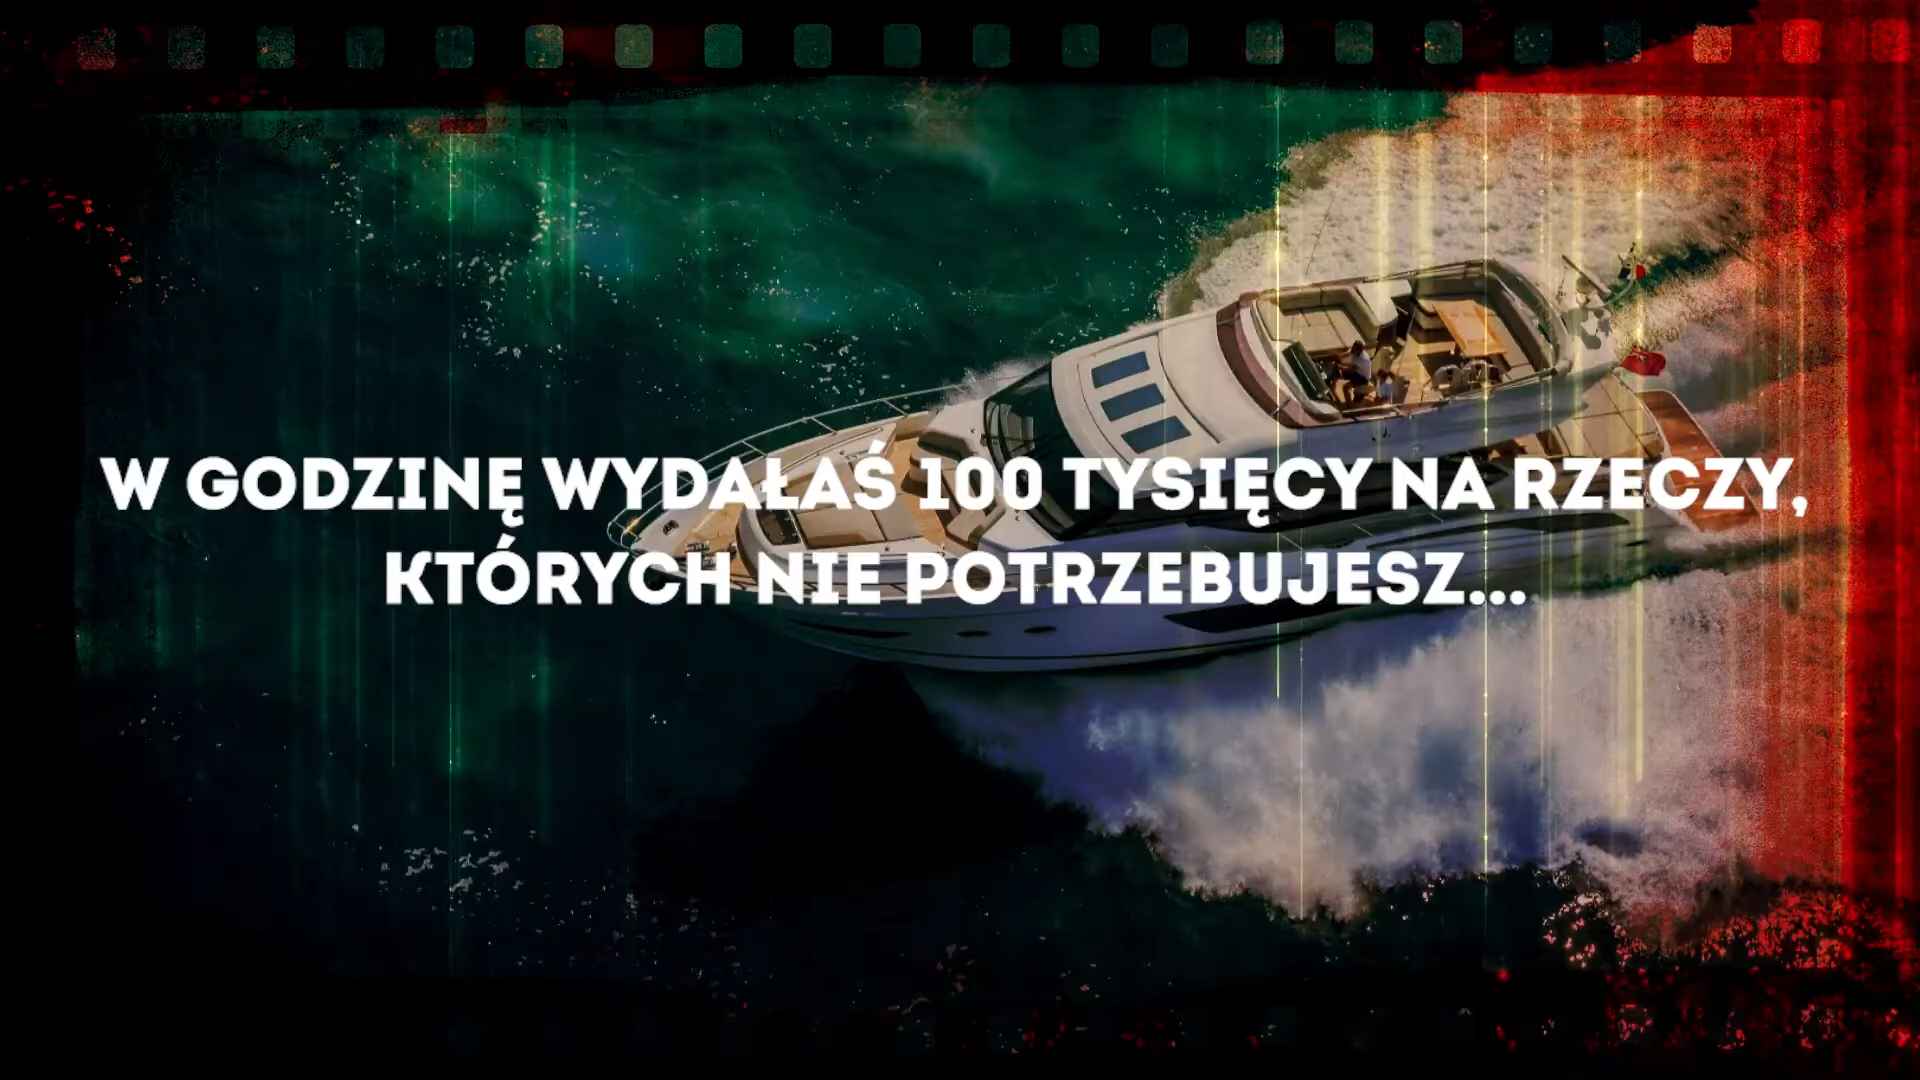 W GODZINĘ WYDAŁAŚ 100 TYSIĘCY NA RZECZY,
KTÓRYCH NIE POTRZEBUJESZ...